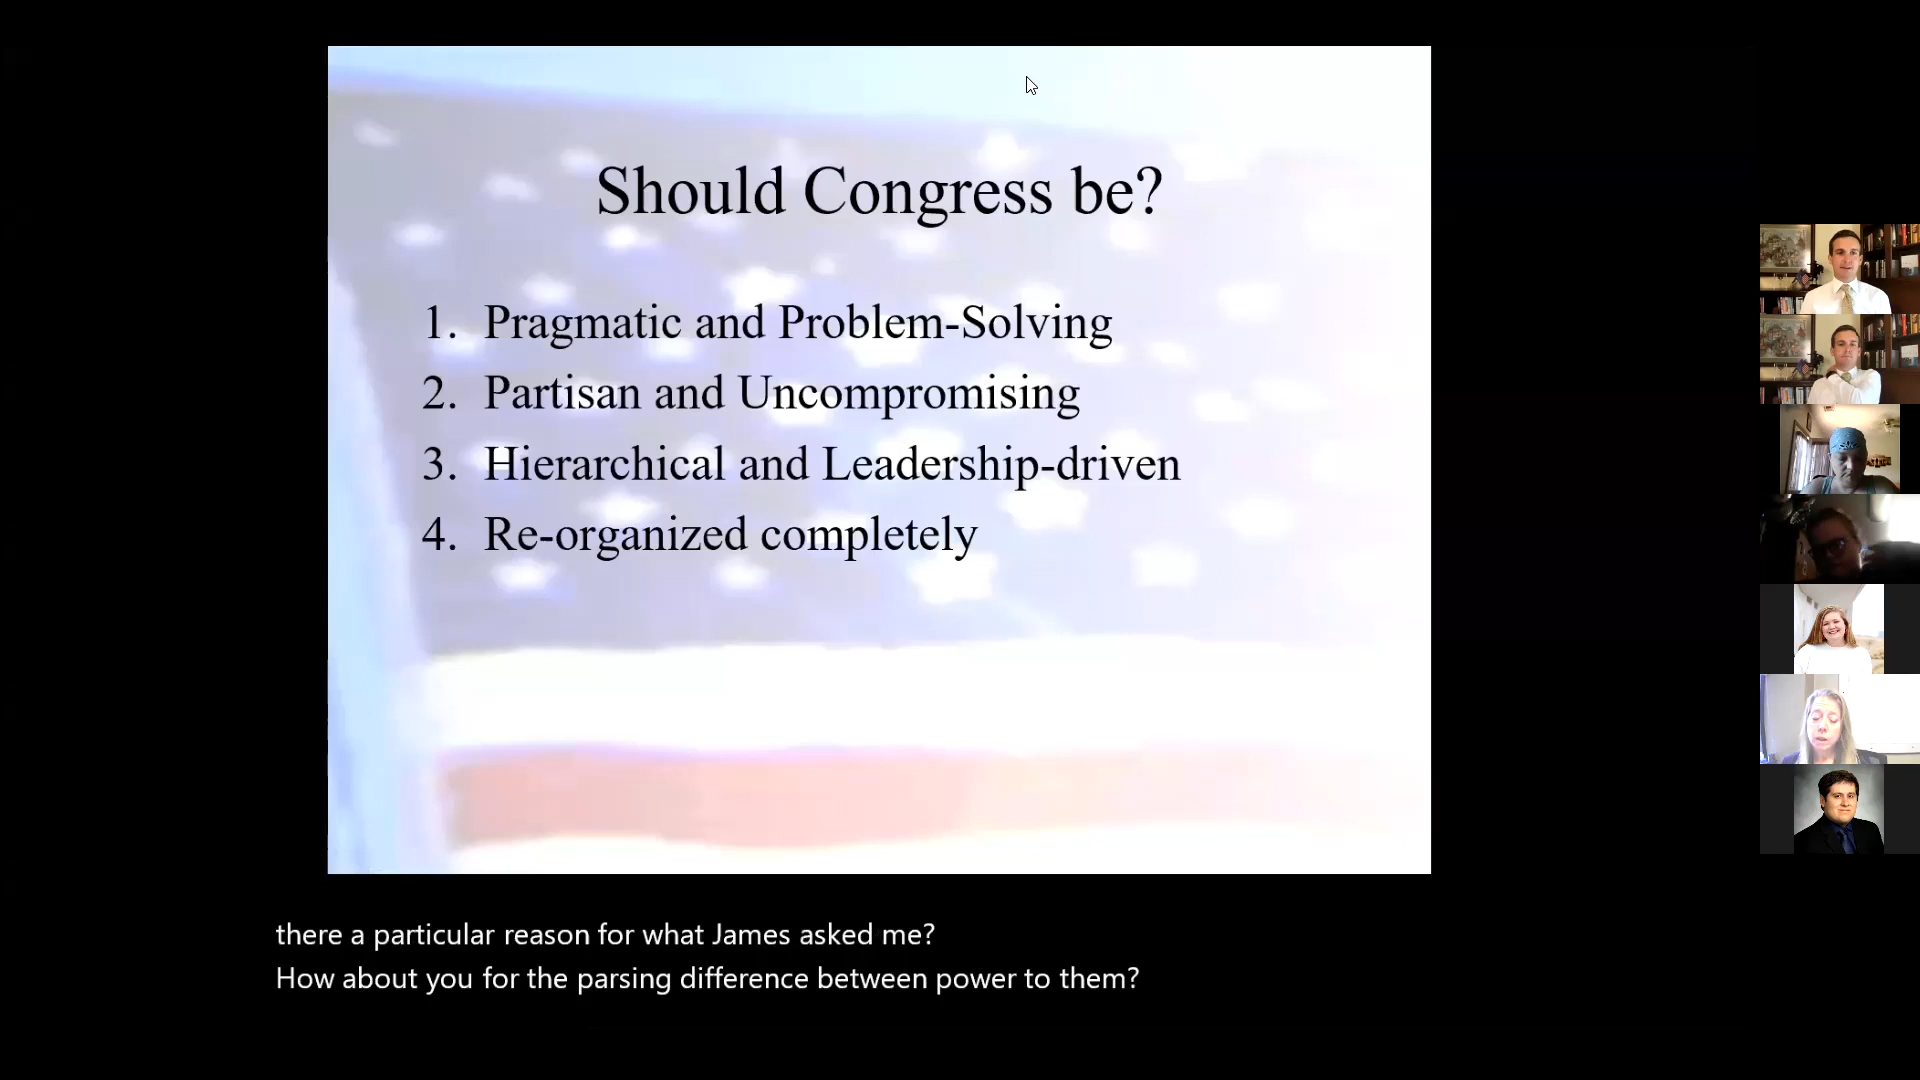 Should Congress be?
1. Pragmatic and Problem-Solving
2. Partisan and Uncompromising
3. Hierarchical and Leadership-driven
4. Re-organized completely
there a particular reason for what James asked me?
How about you for the parsing difference between power to them?